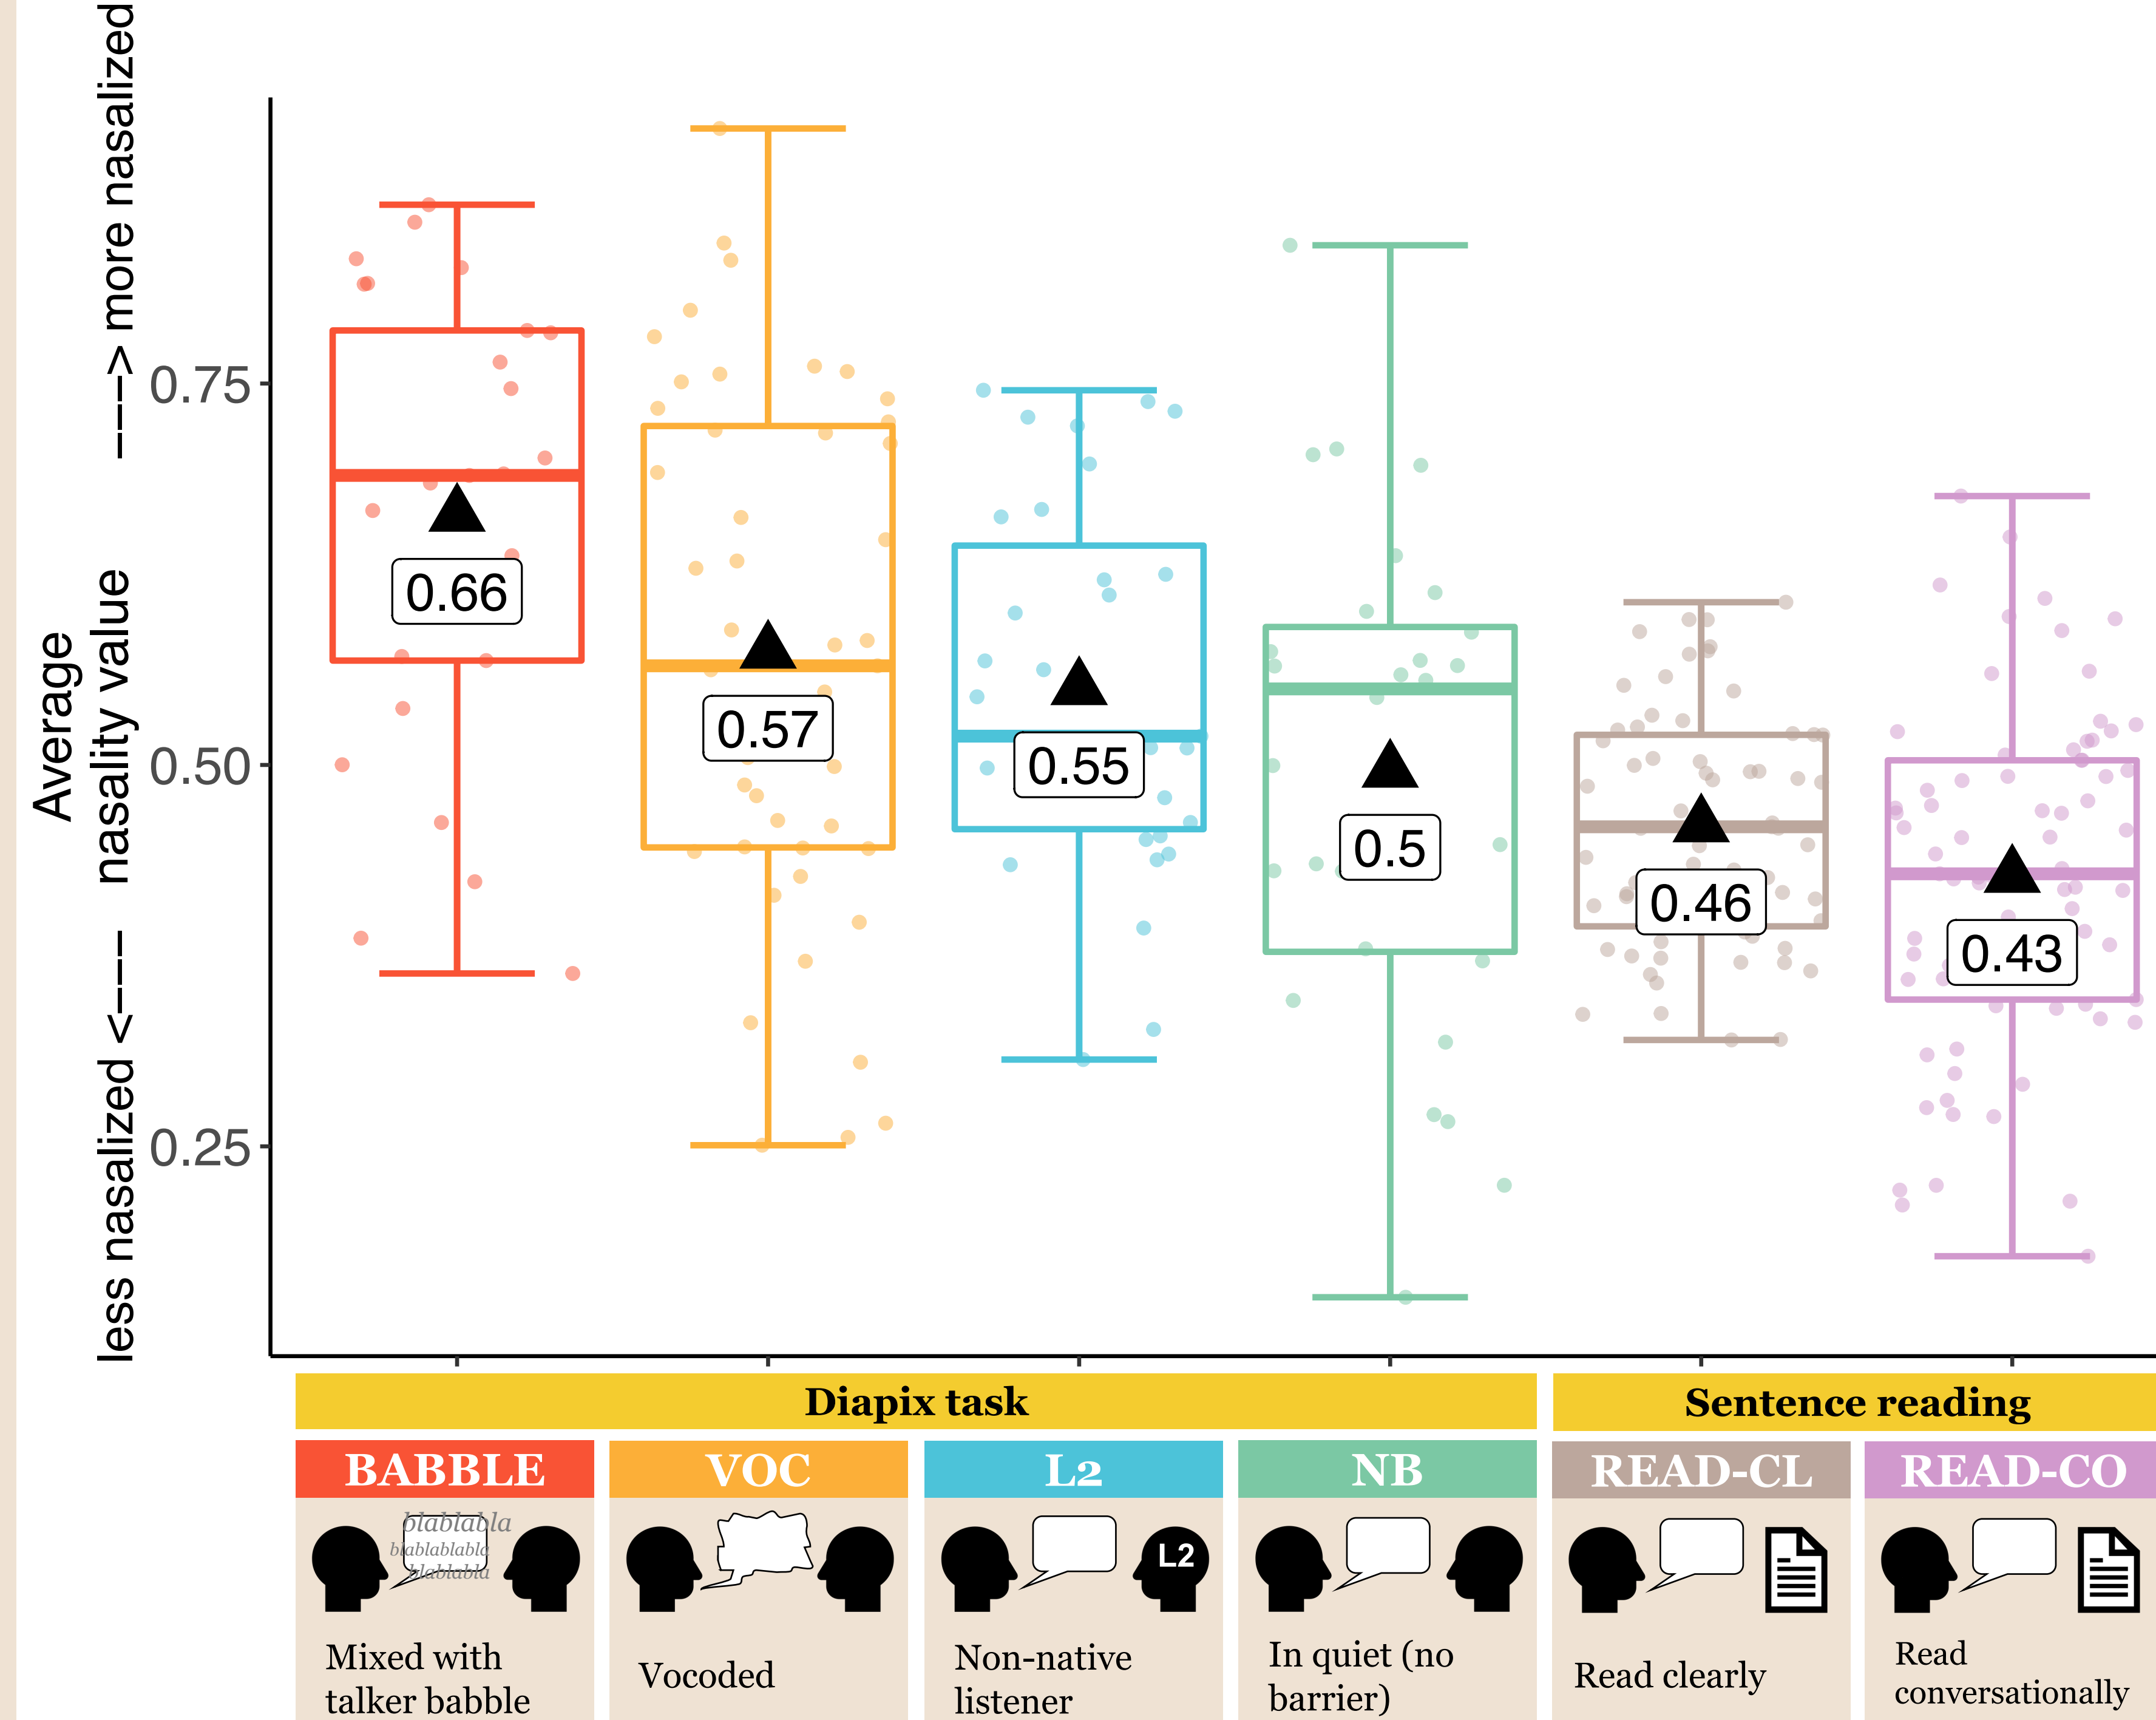 ---> more nasalized
Average
nasality value
less nasalized <---
0.75
0.50
0.25
0.66
0.57
0.55
0.5
0.46
0.43
Diapix task
Sentence reading
BABBLE
VOC
L2
NB
READ-CL
READ-CO
blablabla
blablablabla
blablabla
L2
Mixed with
talker babble
Vocoded
Non-native
listener
In quiet (no
barrier)
Read clearly
Read
conversationally